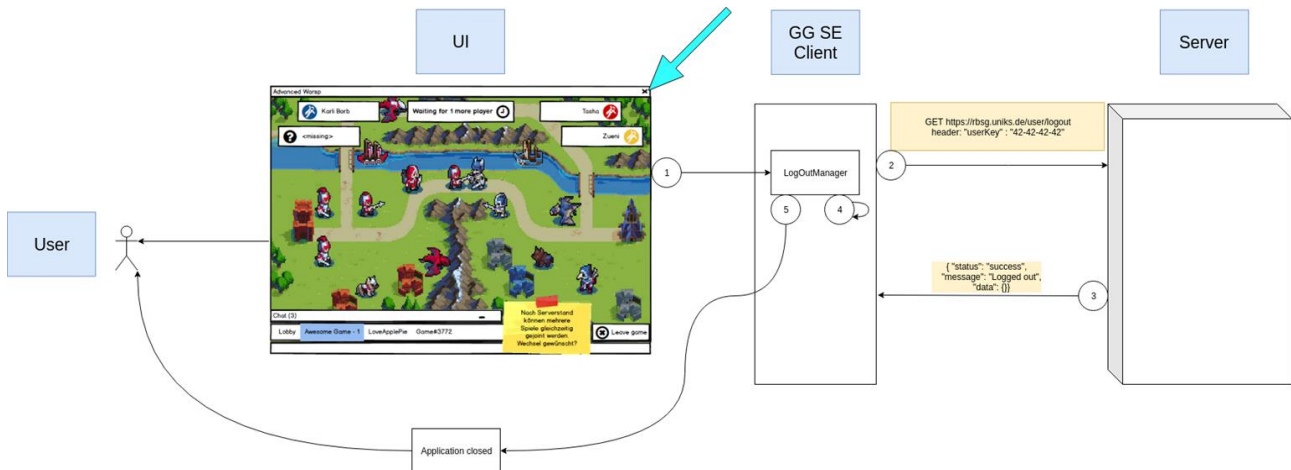 UI
GG SE
Client
Server
User
Advanced Worsp
Karli Borb
Waiting for 1 more player
Tasha
<missing>
Zueni
Chat (3)
Lobby
Awesome Game - 1
LoveApplePie
Game#3772
Noch Serverstand
können mehrere
Spiele gleichzeitig
gejoint werden.
Wechsel gewünscht?
Leave game
1
LogOutManager
5
4
2
GET https://rbsg.uniks.de/user/logout
header: "userKey" : "42-42-42-42"
{ "status": "success",
"message": "Logged out",
"data": {}}
3
Application closed